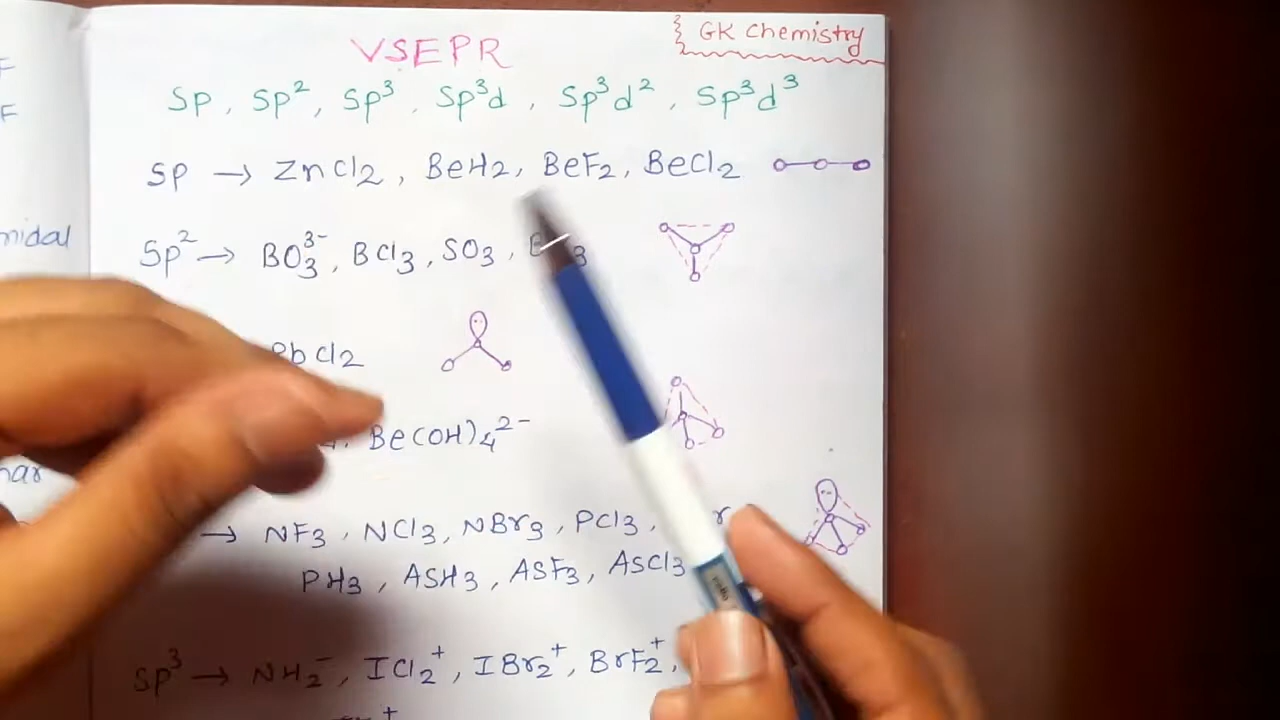 GK Chemistry
VSEPR
Sp, Sp², Sp³, Sp³d, Sp³d², Sp³d³
Sp → ZnCl₂, BeH₂, BeF₂, BeCl₂
Sp² → BO₃³⁻, BCl₃, SO₃,
PbCl₂
Be(OH)₄²⁻
→ NF₃, NCl₃, NBr₃, PCl₃,
PH₃, ASH₃, ASF₃, ASCl₃
Sp³ → NH₂⁻, ICl₂⁺, IBr₂⁺, BrF₂⁺,